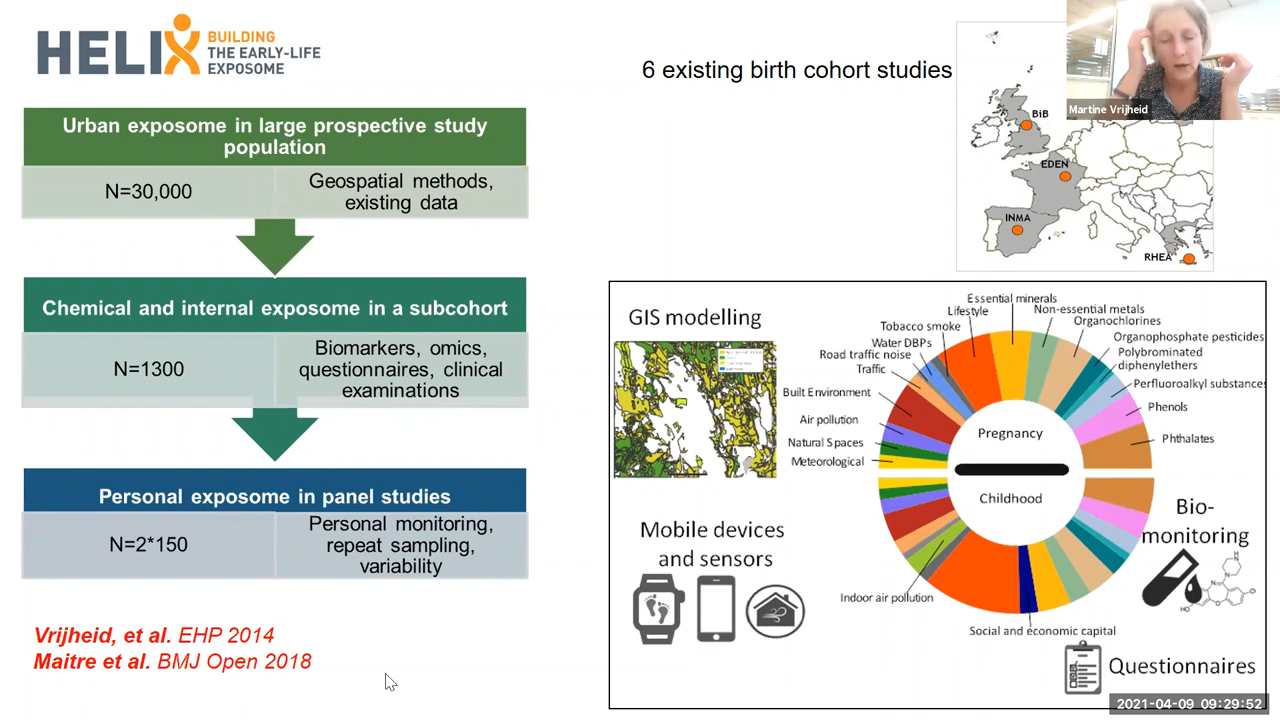 HELIX
BUILDING
THE EARLY-LIFE
EXPOSOME
6 existing birth cohort studies
Martine Vrijheid
Urban exposome in large prospective study
population
N=30,000
Geospatial methods,
existing data
Chemical and internal exposome in a subcohort
N=1300
Biomarkers, omics,
questionnaires, clinical
examinations
Personal exposome in panel studies
N=2*150
Personal monitoring,
repeat sampling,
variability
Vrijheid, et al. EHP 2014
Maitre et al. BMJ Open 2018
BiB
EDEN
INMA
RHEA
GIS modelling
Mobile devices
and sensors
Essential minerals
Lifestyle
Tobacco smoke
Water DBPs
Road traffic noise
Traffic
Built Environment
Air pollution
Natural Spaces
Meteorological
Non-essential metals
Organochlorines
Organophosphate pesticides
Polybrominated
diphenylethers
Perfluoroalkyl substances
Phenols
Phthalates
Pregnancy
Childhood
Indoor air pollution
Social and economic capital
Bio-
monitoring
HO
N
H
N
N
O
Cl
Questionnaires
2021-04-09 09:29:52